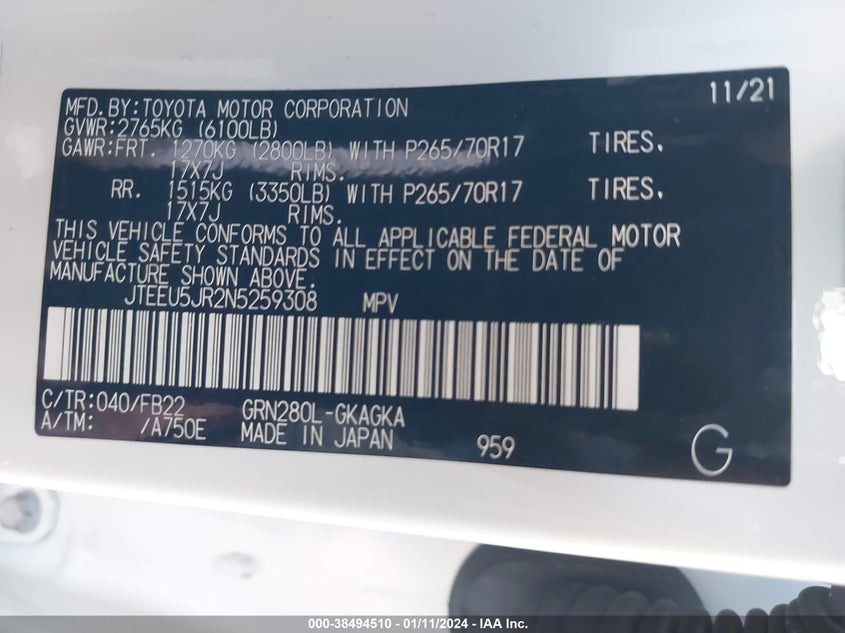 11/21
MFD.BY:TOYOTA MOTOR CORPORATION
GVWR:2765KG (6100LB)
GAWR:FRT. 1270KG (2800LB) WITH P265/70R17 TIRES.
17X7J RIMS.
RR. 1515KG (3350LB) WITH P265/70R17 TIRES.
17X7J RIMS.
THIS VEHICLE CONFORMS TO ALL APPLICABLE FEDERAL MOTOR
VEHICLE SAFETY STANDARDS IN EFFECT ON THE DATE OF
MANUFACTURE SHOWN ABOVE.
JTEEU5JR2N5259308 MPV
C/TR:040/FB22 GRN280L-GKAGKA
A/TM: /A750E MADE IN JAPAN 959 G
000-38494510 - 01/11/2024 - IAA Inc.